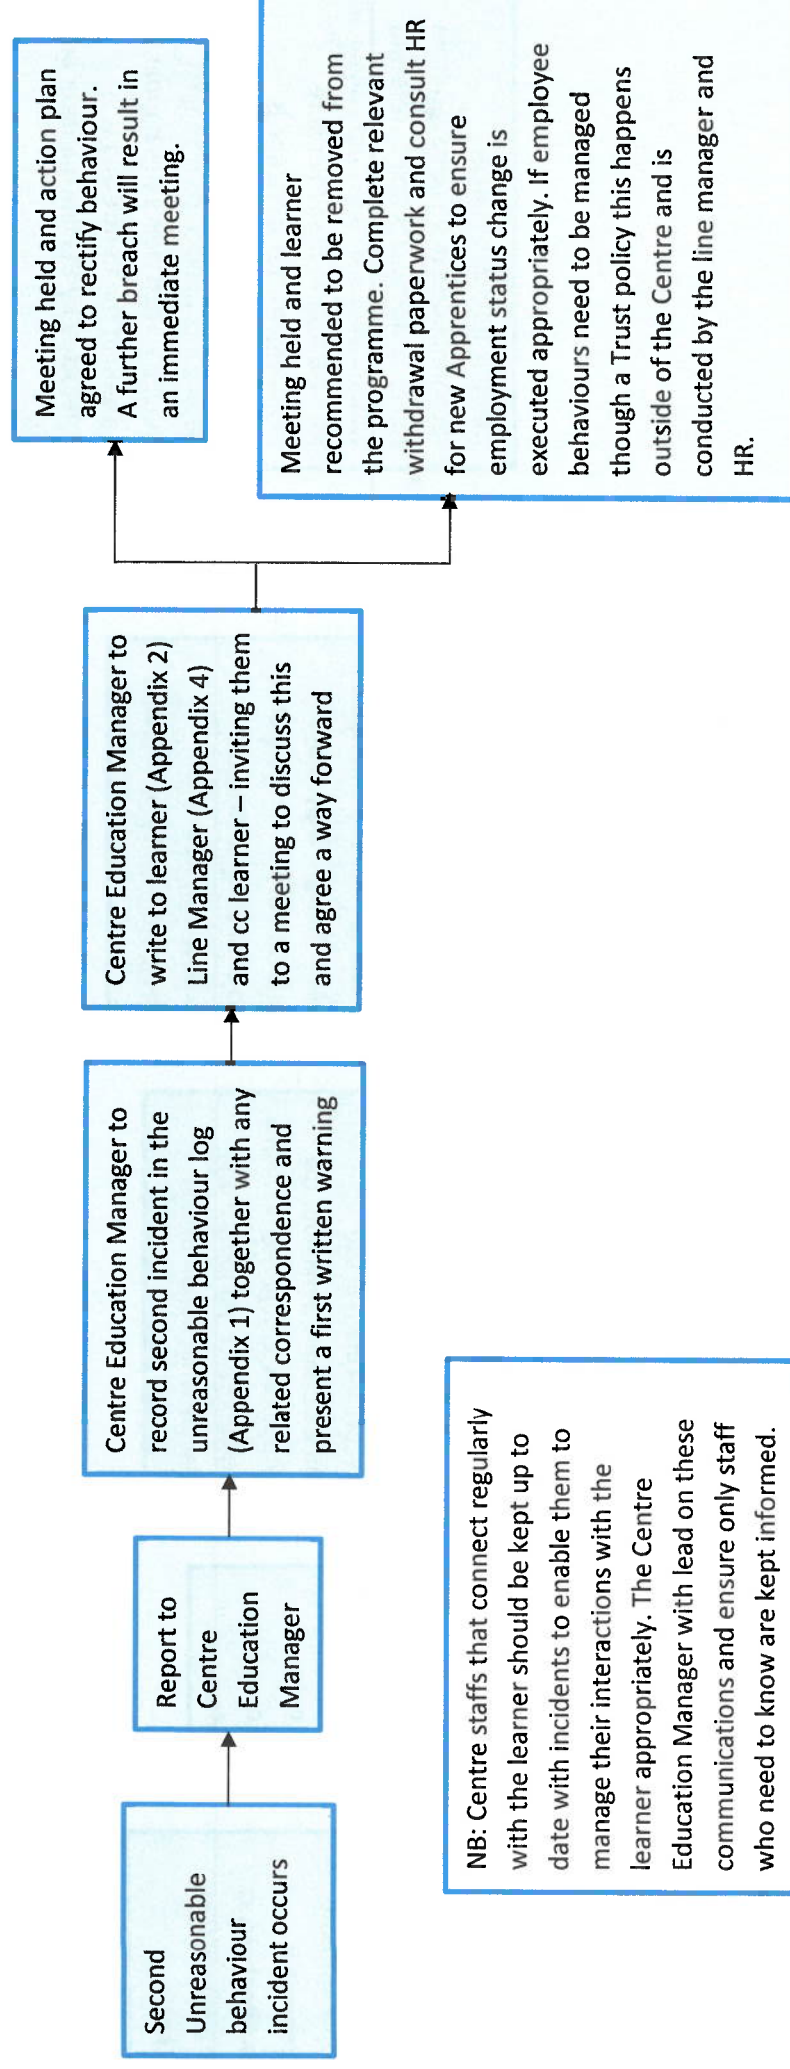 Second
Unreasonable
behaviour
incident occurs
Report to
Centre
Education
Manager
Centre Education Manager to
record second incident in the
unreasonable behaviour log
(Appendix 1) together with any
related correspondence and
present a first written warning
Centre Education Manager to
write to learner (Appendix 2)
Line Manager (Appendix 4)
and cc learner – inviting them
to a meeting to discuss this
and agree a way forward
Meeting held and action plan
agreed to rectify behaviour.
A further breach will result in
an immediate meeting.
Meeting held and learner
recommended to be removed from
the programme. Complete relevant
withdrawal paperwork and consult HR
for new Apprentices to ensure
employment status change is
executed appropriately. If employee
behaviours need to be managed
though a Trust policy this happens
outside of the Centre and is
conducted by the line manager and
HR.
NB: Centre staffs that connect regularly
with the learner should be kept up to
date with incidents to enable them to
manage their interactions with the
learner appropriately. The Centre
Education Manager with lead on these
communications and ensure only staff
who need to know are kept informed.